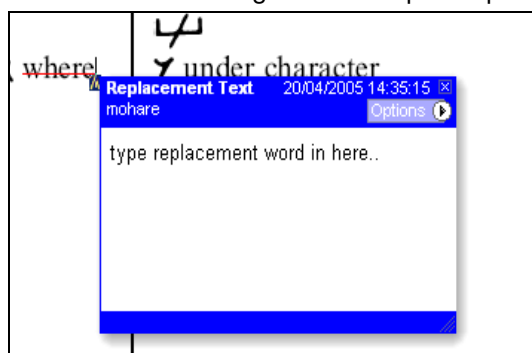 where
under character
Replacement Text 20/04/2005 14:35:15
mohare
Options
type replacement word in here..